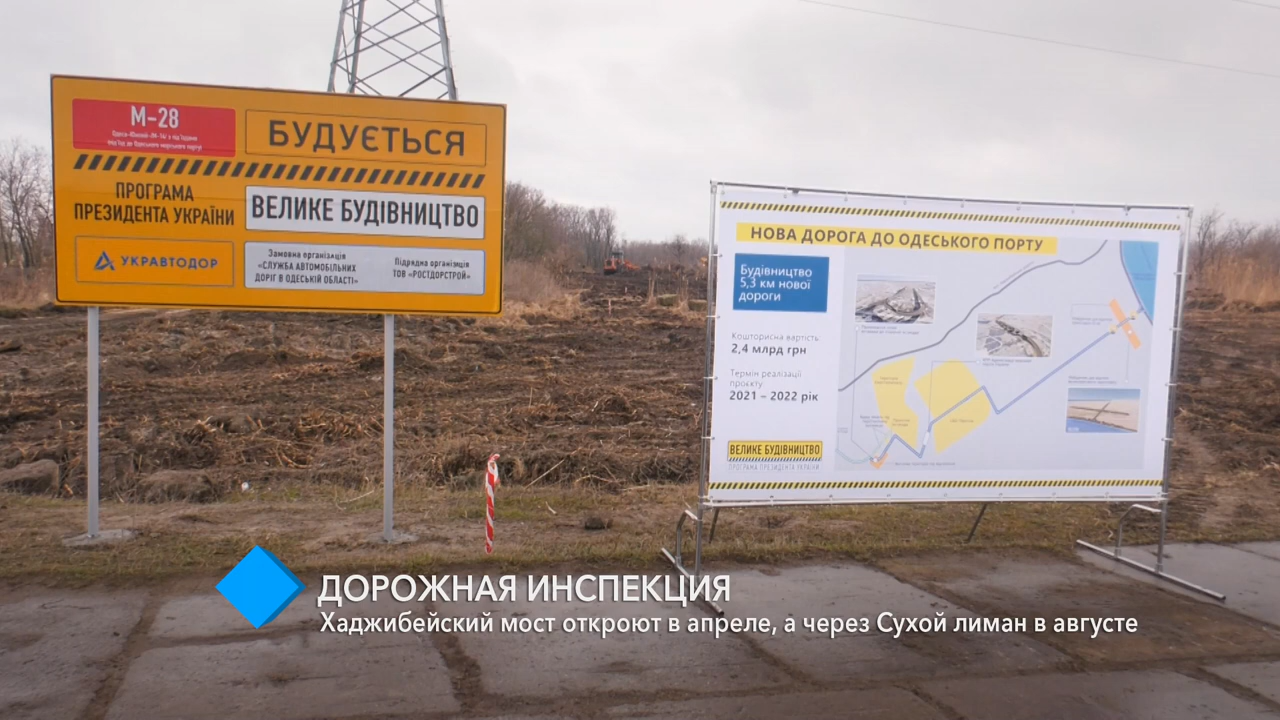 М-28
БУДУЄТЬСЯ
ПРОГРАМА
ПРЕЗИДЕНТА УКРАЇНИ
ВЕЛИКЕ БУДІВНИЦТВО
УКРАВТОДОР
Замовна організація
«СЛУЖБА АВТОМОБІЛЬНИХ
ДОРІГ В ОДЕСЬКІЙ ОБЛАСТІ»
Підрядна організація
ТОВ «РОСТДОРСТРОЙ»
НОВА ДОРОГА ДО ОДЕСЬКОГО ПОРТУ
Будівництво
5,3 км нової
дороги
Кошторисна вартість
2,4 млрд грн
Термін реалізації
проєкту
2021 – 2022 рік
ВЕЛИКЕ БУДІВНИЦТВО
ПРОГРАМА ПРЕЗИДЕНТА УКРАЇНИ
ДОРОЖНАЯ ИНСПЕКЦИЯ
Хаджибейский мост откроют в апреле, а через Сухой лиман в августе